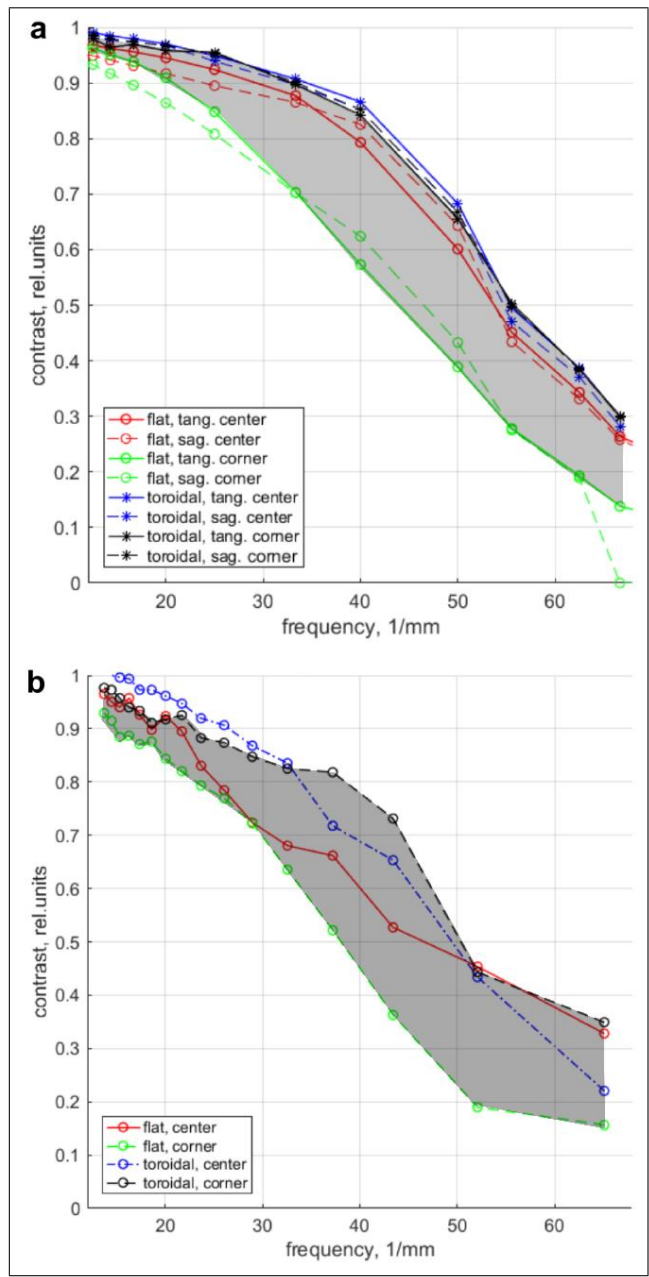 a
1
0.9
0.8
0.7
0.6
0.5
0.4
0.3
0.2
0.1
0
contrast, rel.units
flat, tang. center
flat, sag. center
flat, tang. corner
flat, sag. corner
toroidal, tang. center
toroidal, sag. center
toroidal, tang. corner
toroidal, sag. corner
20 30 40 50 60
frequency, 1/mm
b
1
0.9
0.8
0.7
0.6
0.5
0.4
0.3
0.2
0.1
0
contrast, rel.units
flat, center
flat, corner
toroidal, center
toroidal, corner
20 30 40 50 60
frequency, 1/mm